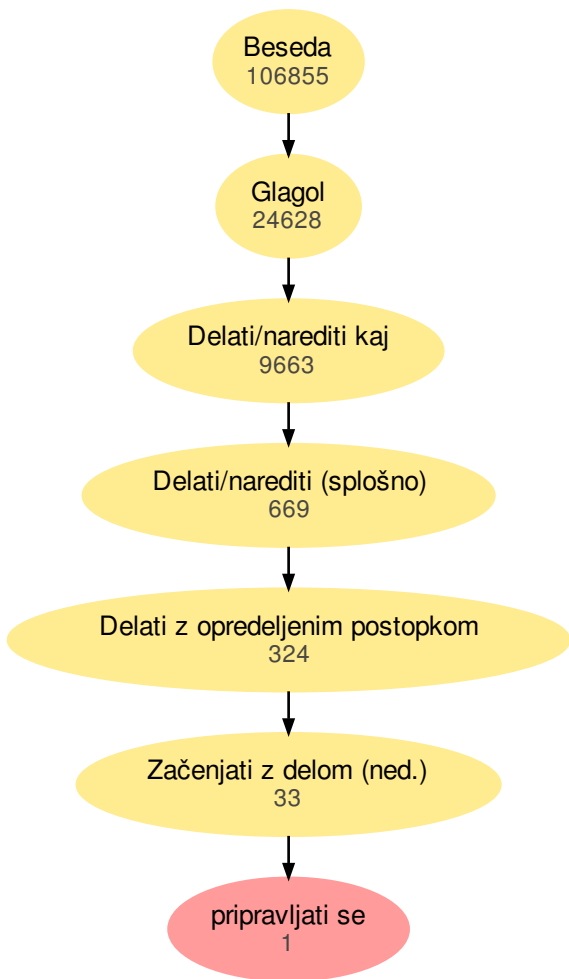 Beseda
106855
Glagol
24628
Delati/narediti kaj
9663
Delati/narediti (splošno)
669
Delati z opredeljenim postopkom
324
Začenjati z delom (ned.)
33
pripravljati se
1